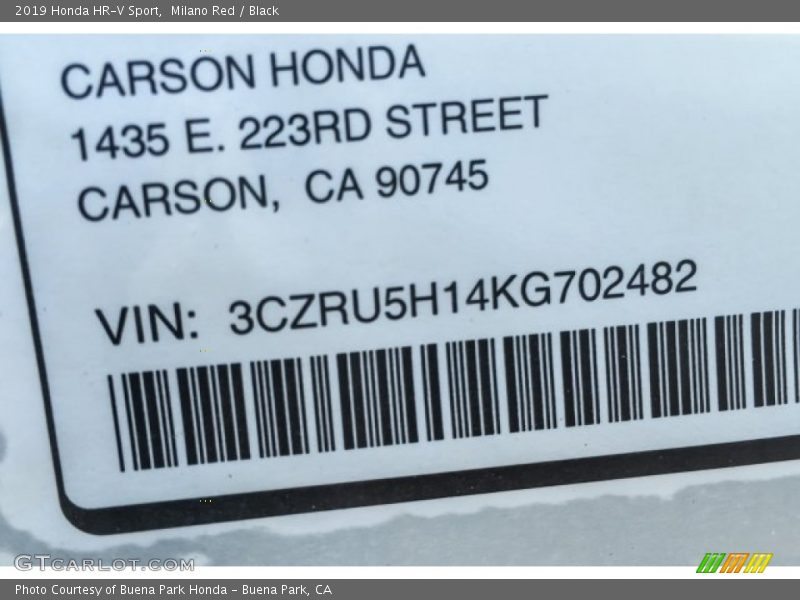 2019 Honda HR-V Sport,  Milano Red / Black
CARSON HONDA
1435 E. 223RD STREET
CARSON, CA 90745
VIN: 3CZRU5H14KG702482
GTCARLOT.COM
Photo Courtesy of Buena Park Honda - Buena Park, CA